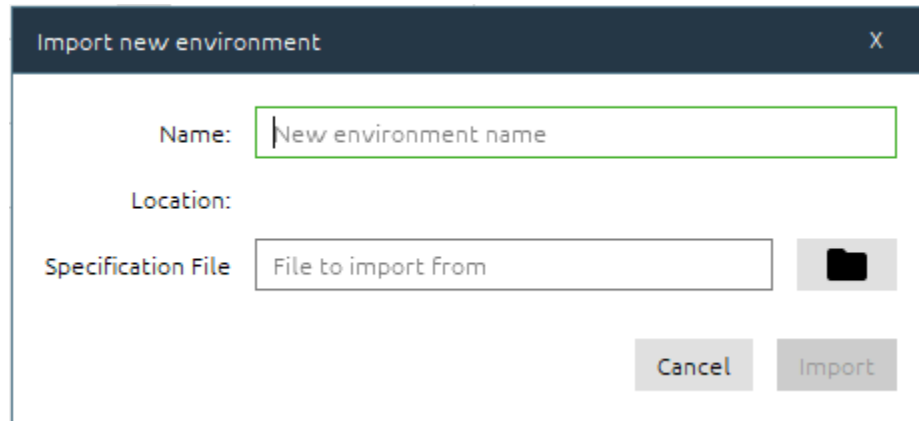 Import new environment X
Name: New environment name
Location:
Specification File File to import from
Cancel Import